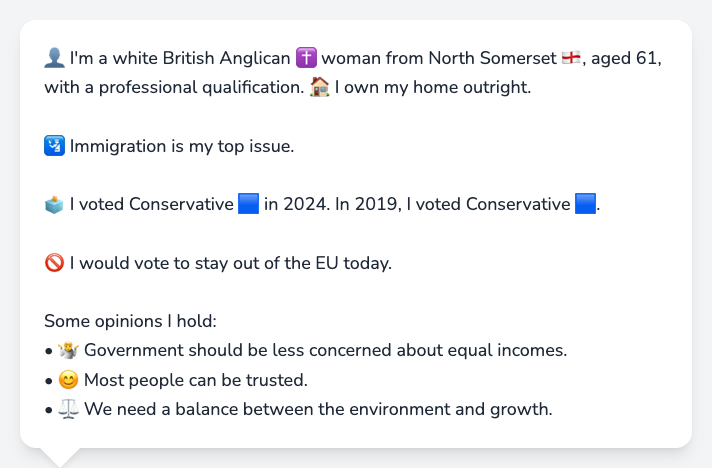 👤 I'm a white British Anglican ✝️ woman from North Somerset 🏴󠁧󠁢󠁥󠁮󠁧󠁿, aged 61,
with a professional qualification. 🏠 I own my home outright.
🛂 Immigration is my top issue.
🗳️ I voted Conservative 🟦 in 2024. In 2019, I voted Conservative 🟦.
🚫 I would vote to stay out of the EU today.
Some opinions I hold:
• 🤷 Government should be less concerned about equal incomes.
• 😊 Most people can be trusted.
• ⚖️ We need a balance between the environment and growth.